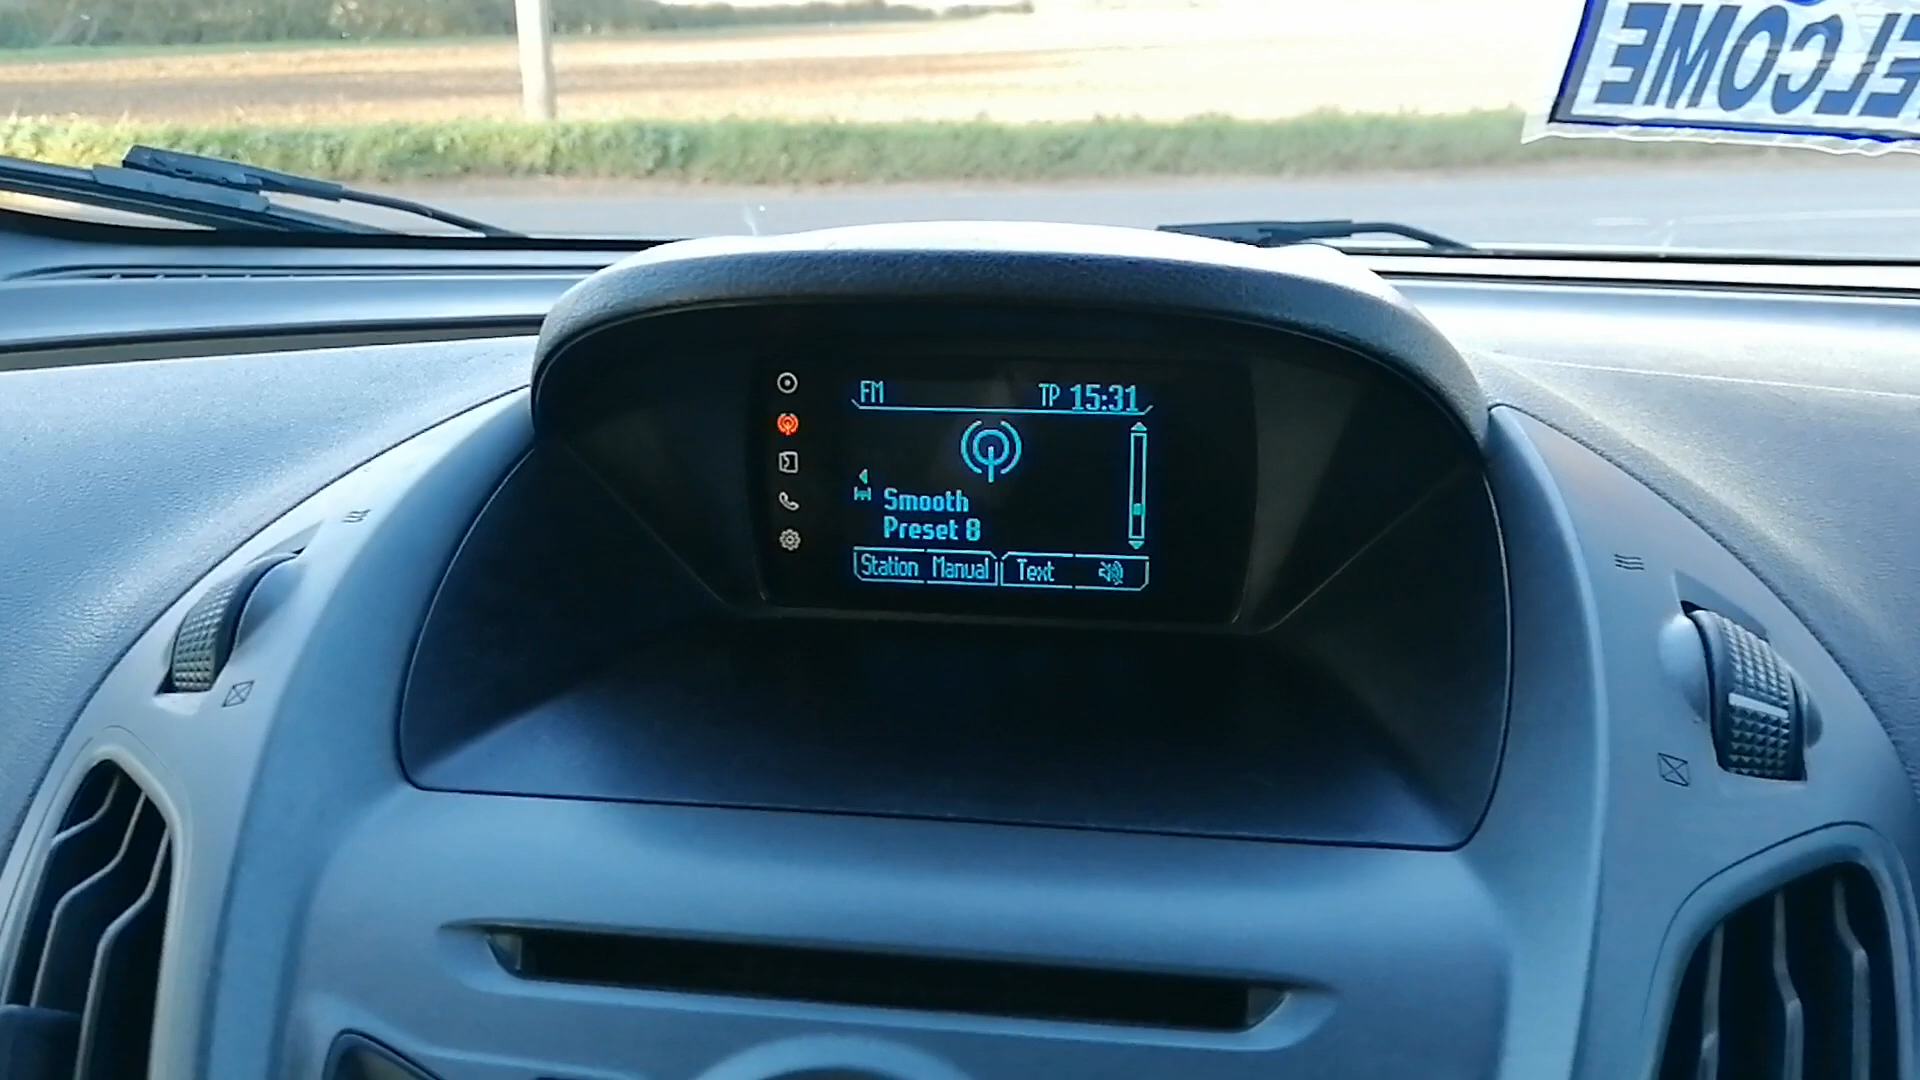 ELCOME
FM TP 15:31
Smooth
Preset 8
Station Manual Text